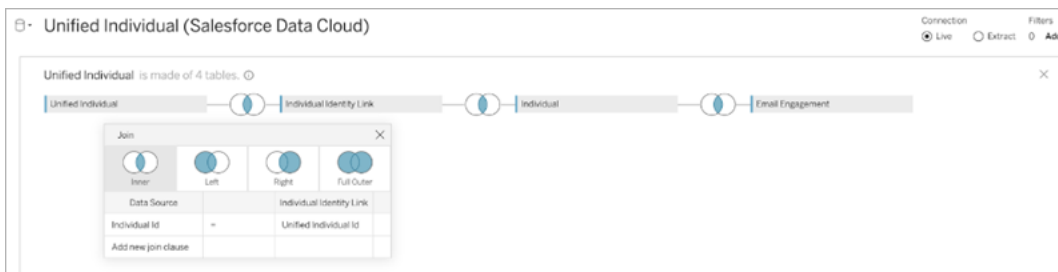 Unified Individual (Salesforce Data Cloud)
Connection
Filters
Live
Extract
0
Add
Unified Individual is made of 4 tables.
Unified Individual
Individual Identity Link
Individual
Email Engagement
Join
Inner
Left
Right
Full Outer
Data Source
Individual Identity Link
Individual Id
=
Unified Individual Id
Add new join clause